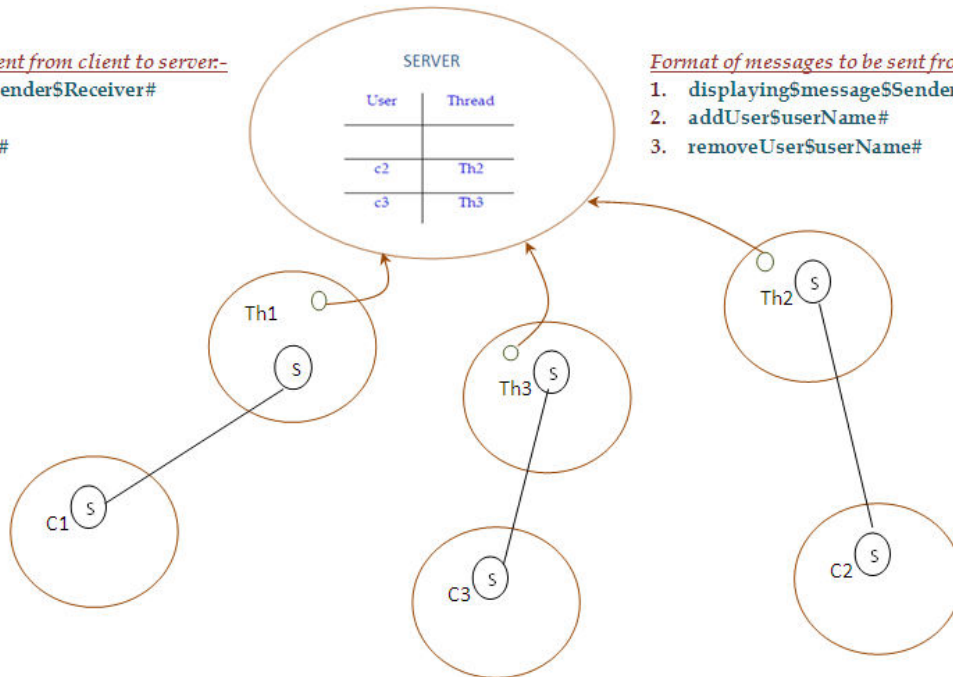 ent from client to server:-
ender$Receiver#
#
SERVER
User Thread
c2 Th2
c3 Th3
Format of messages to be sent fro
1. displaying$message$Sender
2. addUser$userName#
3. removeUser$userName#
Th1
S
Th3
S
Th2
S
C1
S
C3
S
C2
S